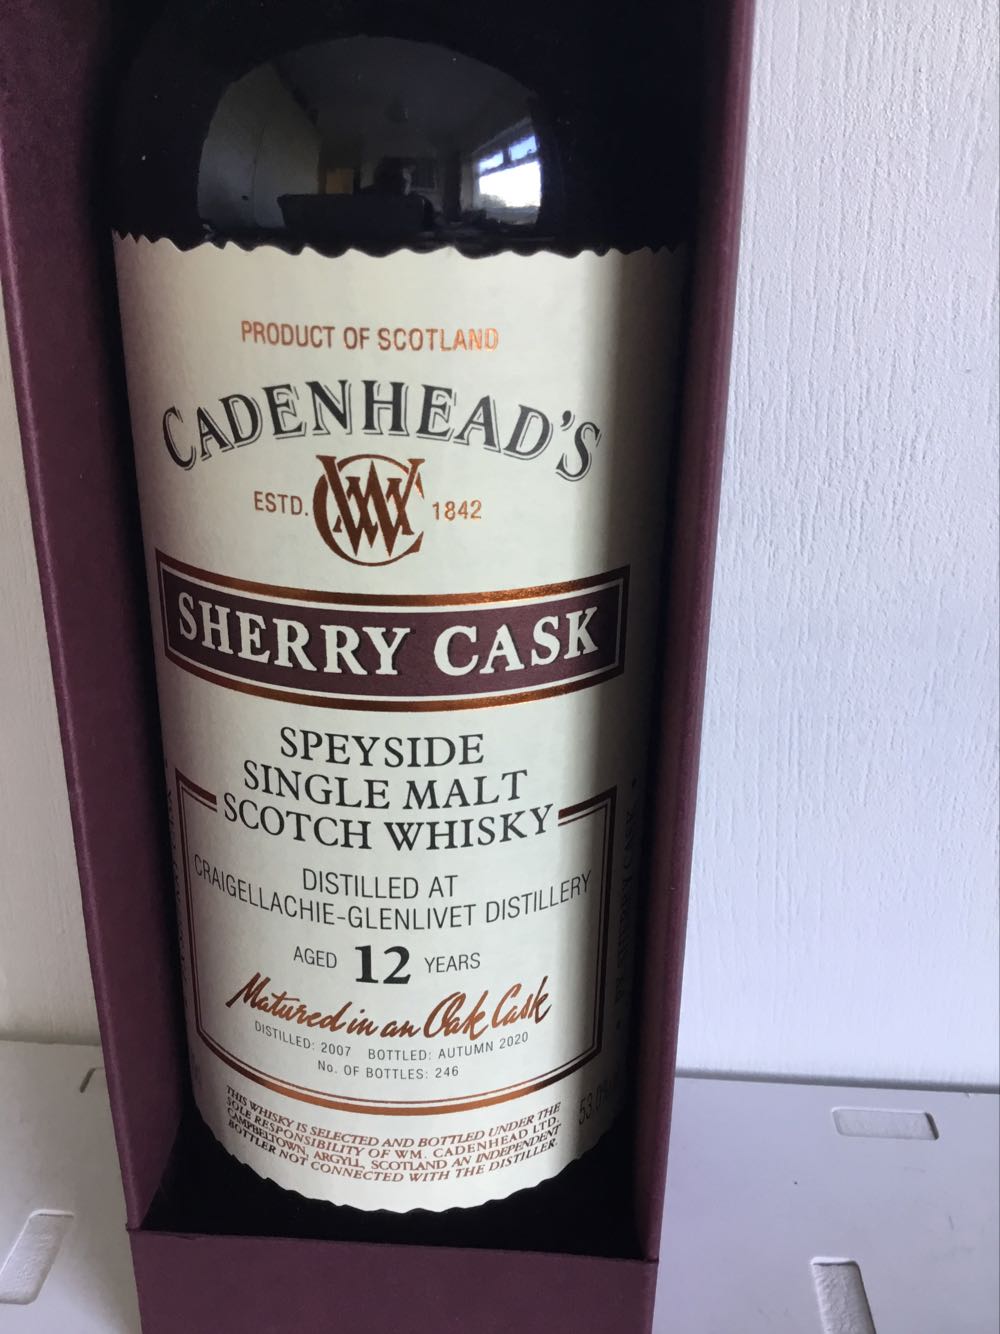 PRODUCT OF SCOTLAND
CADENHEAD'S
ESTD. WCM 1842
SHERRY CASK
SPEYSIDE
SINGLE MALT
SCOTCH WHISKY
DISTILLED AT
CRAIGELLACHIE-GLENLIVET DISTILLERY
AGED 12 YEARS
Matured in an Oak Cask
DISTILLED: 2007 BOTTLED: AUTUMN 2020
No. OF BOTTLES: 246
THIS WHISKY IS SELECTED AND BOTTLED UNDER THE
SOLE RESPONSIBILITY OF WM. CADENHEAD LTD.
CAMPBELTOWN, ARGYLL, SCOTLAND AN INDEPENDENT
BOTTLER NOT CONNECTED WITH THE DISTILLER.
53.0%